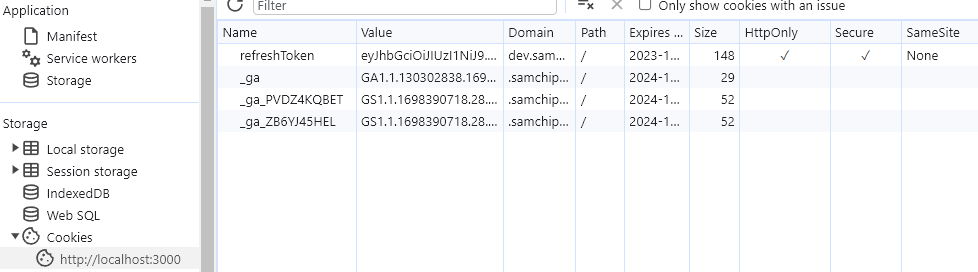 Application
Manifest
Service workers
Storage
Storage
Local storage
Session storage
IndexedDB
Web SQL
Cookies
http://localhost:3000
Filter
Only show cookies with an issue
Name Value Domain Path Expires ... Size HttpOnly Secure SameSite
refreshToken eyJhbGciOiJIUzI1NiJ9.... dev.sam... / 2023-1... 148 ✓ ✓ None
_ga GA1.1.130302838.169... .samchip... / 2024-1... 29
_ga_PVDZ4KQBET GS1.1.1698390718.28.... .samchip... / 2024-1... 52
_ga_ZB6YJ45HEL GS1.1.1698390718.28.... .samchip... / 2024-1... 52